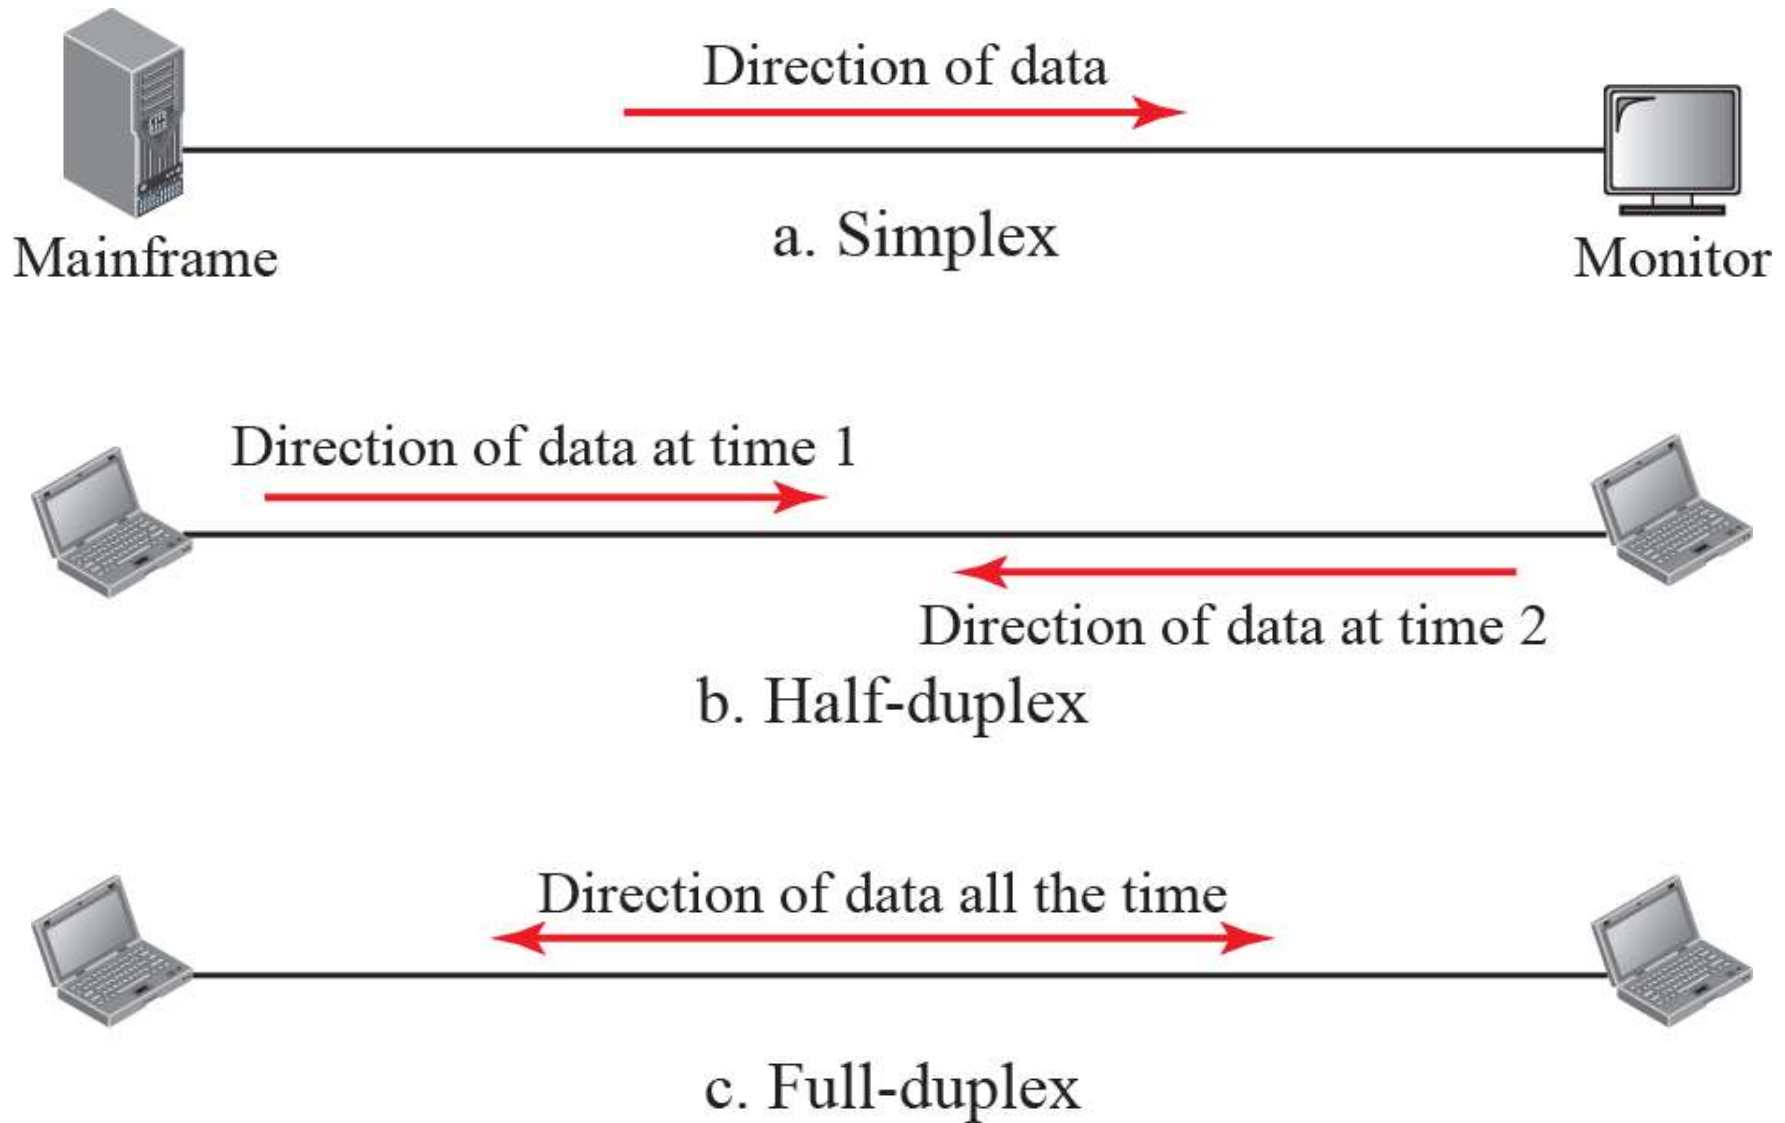 Direction of data
Mainframe
a. Simplex
Monitor
Direction of data at time 1
Direction of data at time 2
b. Half-duplex
Direction of data all the time
c. Full-duplex